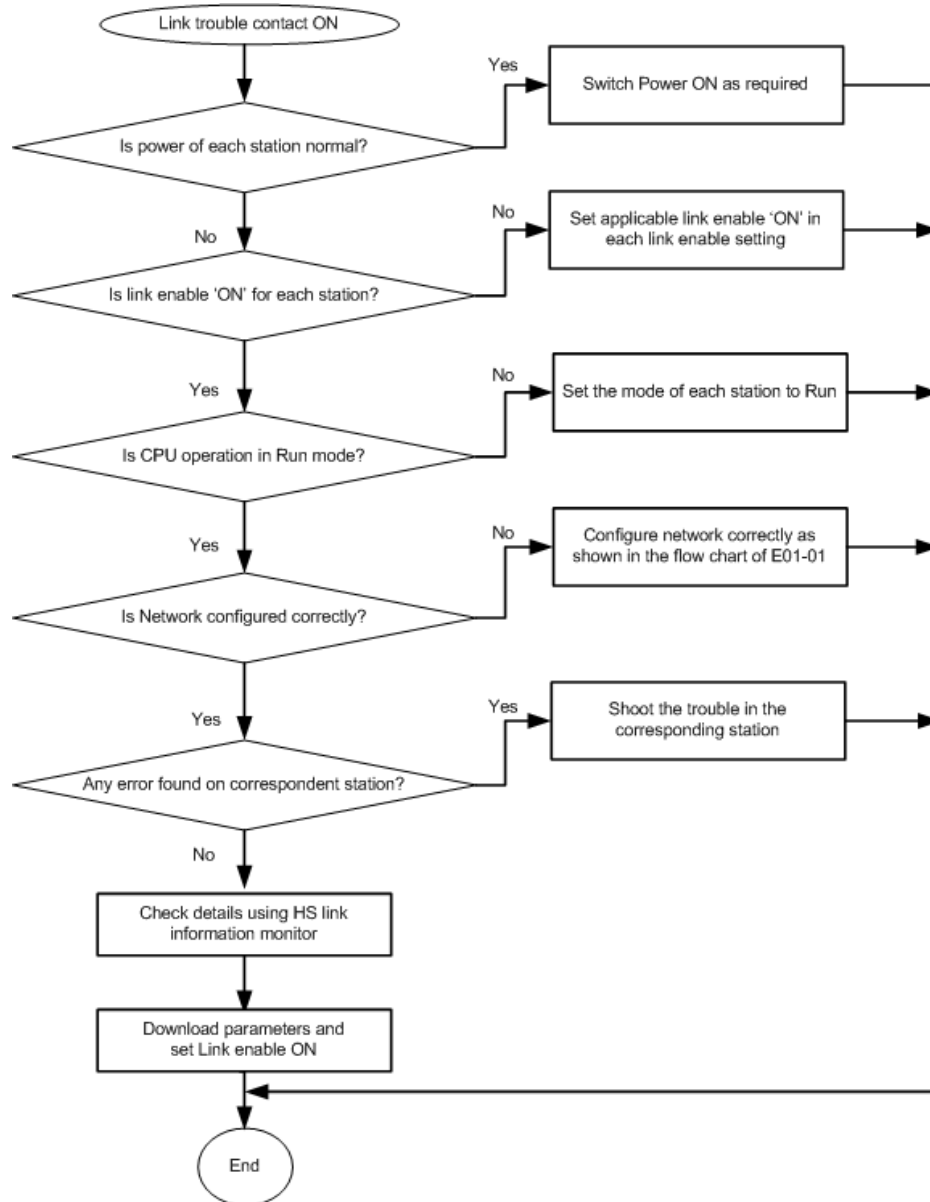 Link trouble contact ON
Yes
Switch Power ON as required
Is power of each station normal?
No
No
Set applicable link enable ‘ON’ in
each link enable setting
Is link enable ‘ON’ for each station?
Yes
No
Set the mode of each station to Run
Is CPU operation in Run mode?
Yes
No
Configure network correctly as
shown in the flow chart of E01-01
Is Network configured correctly?
Yes
Yes
Shoot the trouble in the
corresponding station
Any error found on correspondent station?
No
Check details using HS link
information monitor
Download parameters and
set Link enable ON
End